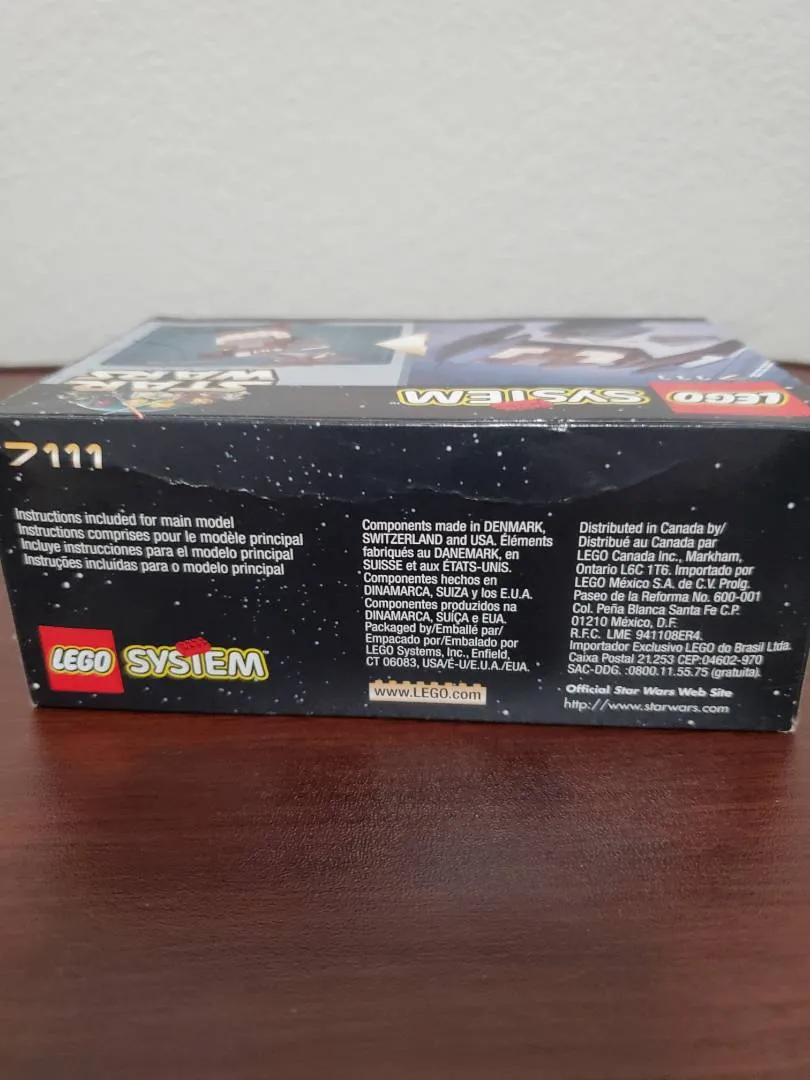 STAR
WARS
LEGO
SYSTEM
7111
Instructions included for main model
Instructions comprises pour le modèle principal
Incluye instrucciones para el modelo principal
Instruções incluídas para o modelo principal
LEGO SYSTEM
Components made in DENMARK,
SWITZERLAND and USA. Éléments
fabriqués au DANEMARK, en
SUISSE et aux ÉTATS-UNIS.
Componentes hechos en
DINAMARCA, SUIZA y los E.U.A.
Componentes produzidos na
DINAMARCA, SUÍÇA e EUA.
Packaged by/Emballé par/
Empacado por/Embalado por
LEGO Systems, Inc., Enfield,
CT 06083, USA/É-U/E.U.A./EUA.
www.LEGO.com
Distributed in Canada by/
Distribué au Canada par
LEGO Canada Inc., Markham,
Ontario L6C 1T6. Importado por
LEGO México S.A. de C.V. Prolg.
Paseo de la Reforma No. 600-001
Col. Peña Blanca Santa Fe C.P.
01210 México, D.F.
R.F.C. LME 941108ER4.
Importador Exclusivo LEGO do Brasil Ltda.
Caixa Postal 21.253 CEP:04602-970
SAC-DDG. :0800.11.55.75 (gratuita).
Official Star Wars Web Site
http://www.starwars.com